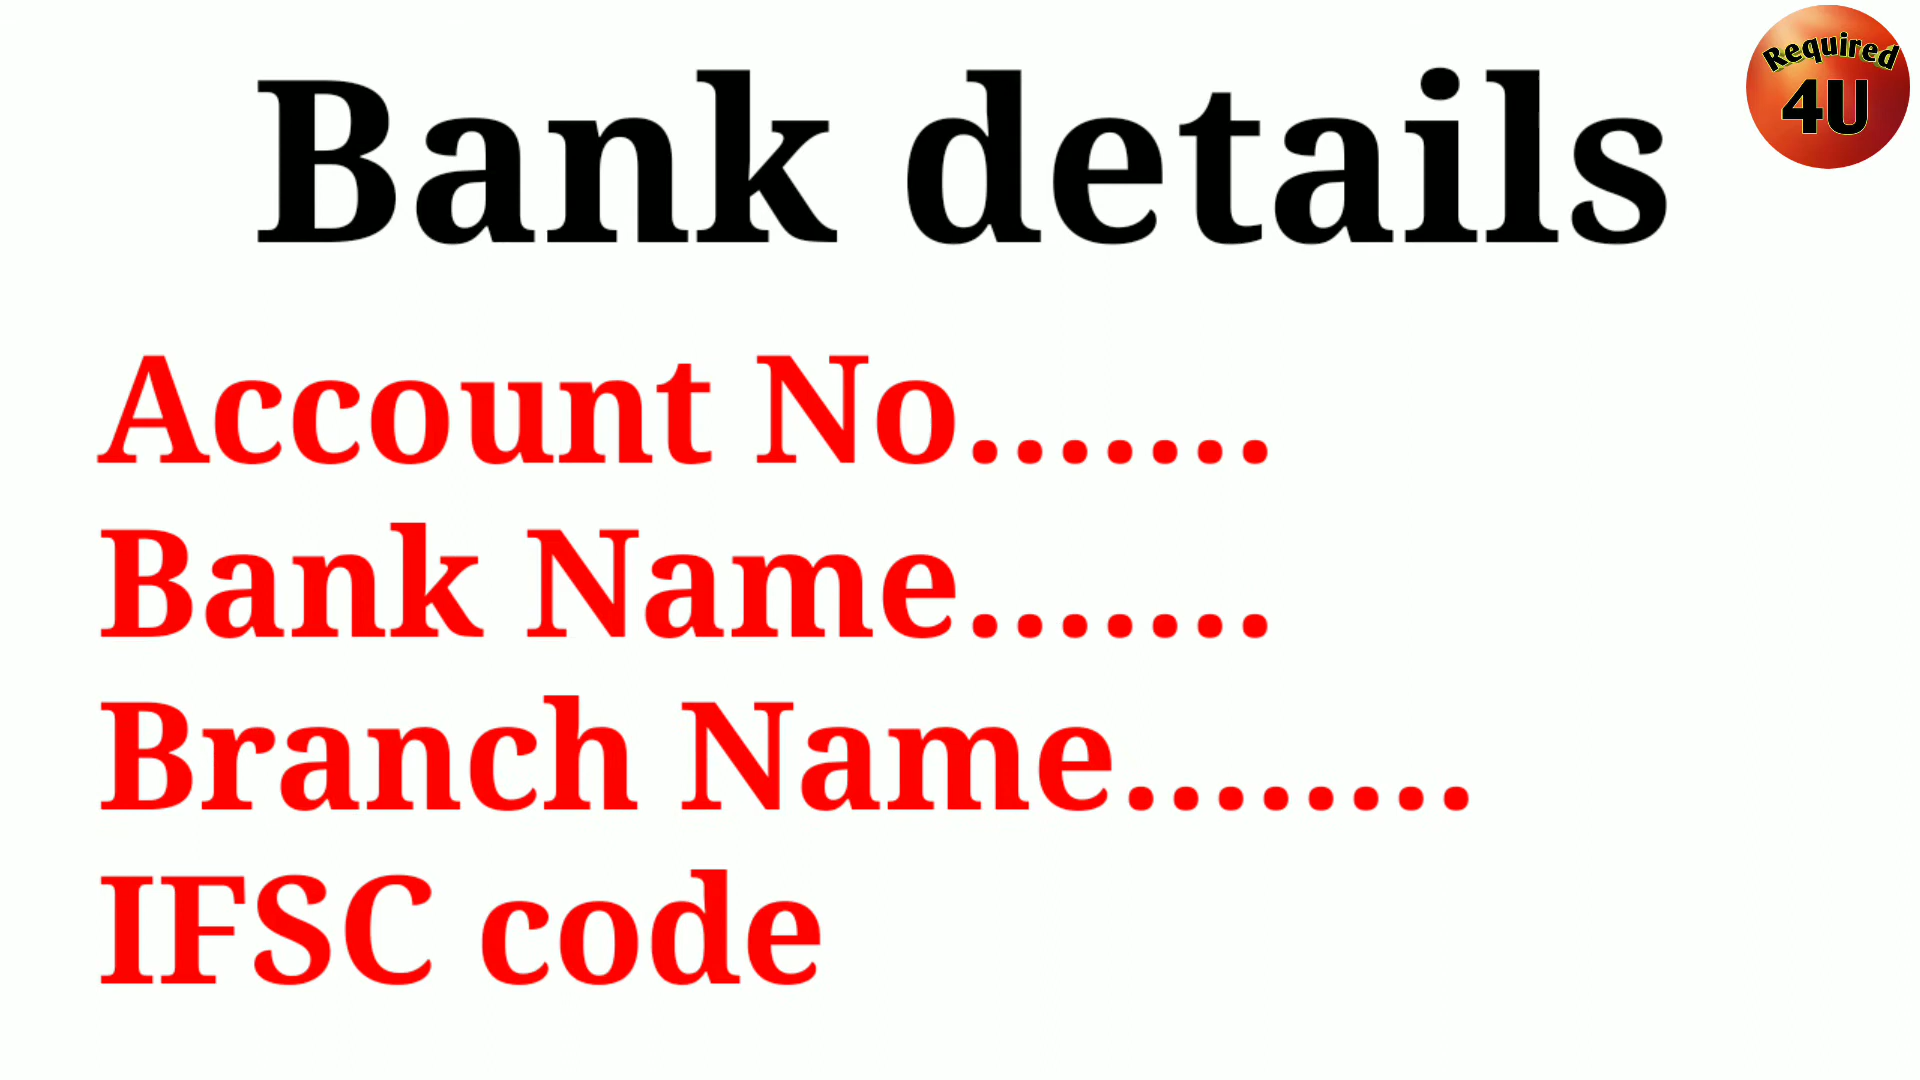 Required
4U
Bank details
Account No.......
Bank Name.......
Branch Name........
IFSC code